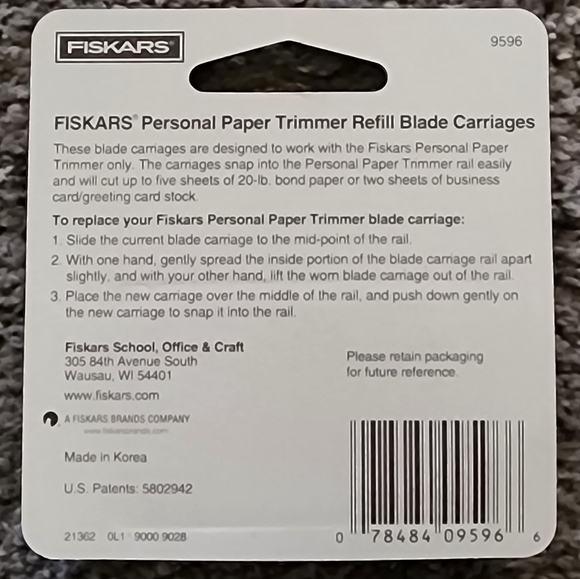 FISKARS
9596
FISKARS® Personal Paper Trimmer Refill Blade Carriages
These blade carriages are designed to work with the Fiskars Personal Paper
Trimmer only. The carriages snap into the Personal Paper Trimmer rail easily
and will cut up to five sheets of 20-lb. bond paper or two sheets of business
card/greeting card stock.
To replace your Fiskars Personal Paper Trimmer blade carriage:
1. Slide the current blade carriage to the mid-point of the rail.
2. With one hand, gently spread the inside portion of the blade carriage rail apart
slightly, and with your other hand, lift the worn blade carriage out of the rail.
3. Place the new carriage over the middle of the rail, and push down gently on
the new carriage to snap it into the rail.
Fiskars School, Office & Craft
305 84th Avenue South
Wausau, WI 54401
www.fiskars.com
Please retain packaging
for future reference.
A FISKARS BRANDS COMPANY
www.fiskarsbrands.com
Made in Korea
U.S. Patents: 5802942
21362 0L1 9000 9028
0 78484 09596 6